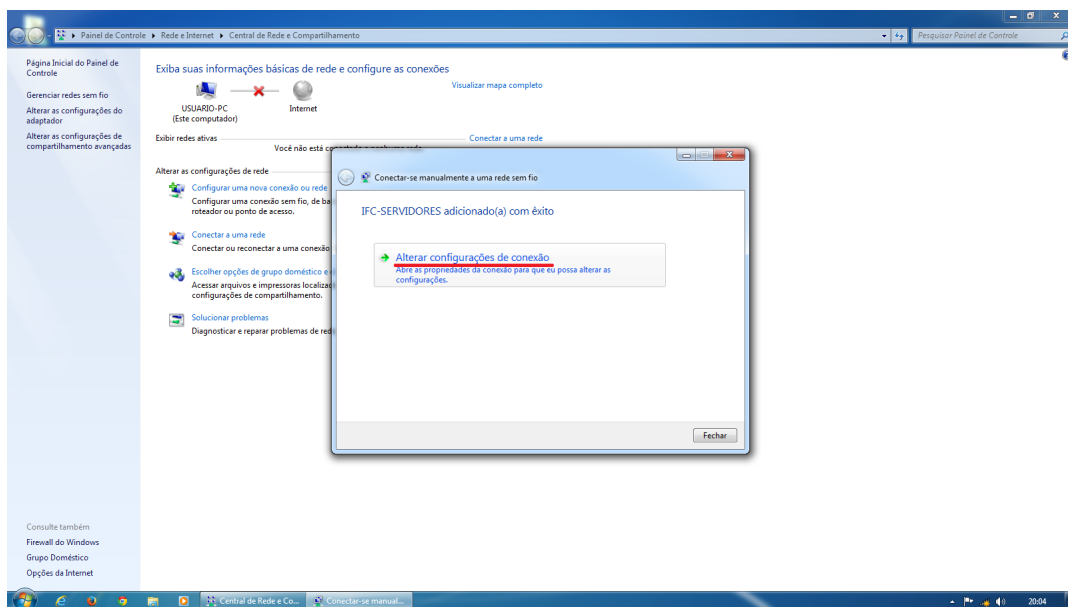 Painel de Controle ▸ Rede e Internet ▸ Central de Rede e Compartilhamento
Pesquisar Painel de Controle
Página Inicial do Painel de
Controle
Gerenciar redes sem fio
Alterar as configurações do
adaptador
Alterar as configurações de
compartilhamento avançadas
Exiba suas informações básicas de rede e configure as conexões
Visualizar mapa completo
USUARIO-PC
(Este computador)
Internet
Exibir redes ativas
Conectar a uma rede
Você não está conectado a nenhuma rede
Alterar as configurações de rede
Configurar uma nova conexão ou rede
Configurar uma conexão sem fio, de ba
roteador ou ponto de acesso.
Conectar a uma rede
Conectar ou reconectar a uma conexão
Escolher opções de grupo doméstico e
Acessar arquivos e impressoras localizad
configurações de compartilhamento.
Solucionar problemas
Diagnosticar e reparar problemas de red
Conectar-se manualmente a uma rede sem fio
IFC-SERVIDORES adicionado(a) com êxito
Alterar configurações de conexão
Abre as propriedades da conexão para que eu possa alterar as
configurações.
Fechar
Consulte também
Firewall do Windows
Grupo Doméstico
Opções da Internet
Central de Rede e Co...
Conectar-se manual...
20:04